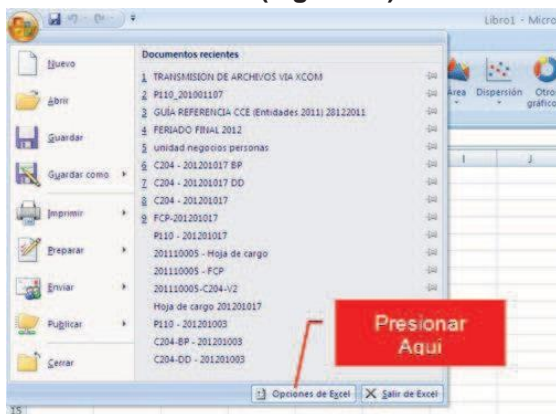 Libro1 - Micro
Nuevo
Abrir
Guardar
Guardar como
Imprimir
Preparar
Enviar
Publicar
Cerrar
Documentos recientes
1 TRANSMISION DE ARCHIVOS VIA XCOM
2 P110_201001107
3 GUÍA REFERENCIA CCE (Entidades 2011) 28122011
4 FERIADO FINAL 2012
5 unidad negocios personas
6 C204 - 201201017 BP
7 C204 - 201201017 DD
8 C204 - 201201017
9 FCP-201201017
P110 - 201201017
201110005 - Hoja de cargo
201110005 - FCP
201110005-C204-V2
Hoja de cargo 201201017
P110 - 201201003
C204-BP - 201201003
C204-DD - 201201003
Opciones de Excel
Salir de Excel
Área
Dispersión
Otro
gráfico
I
J
Presionar
Aqui
15